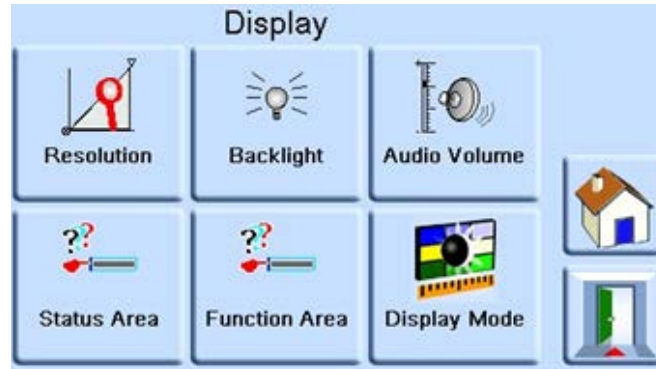 Display
Resolution
Backlight
Audio Volume
??
??
Status Area
Function Area
Display Mode